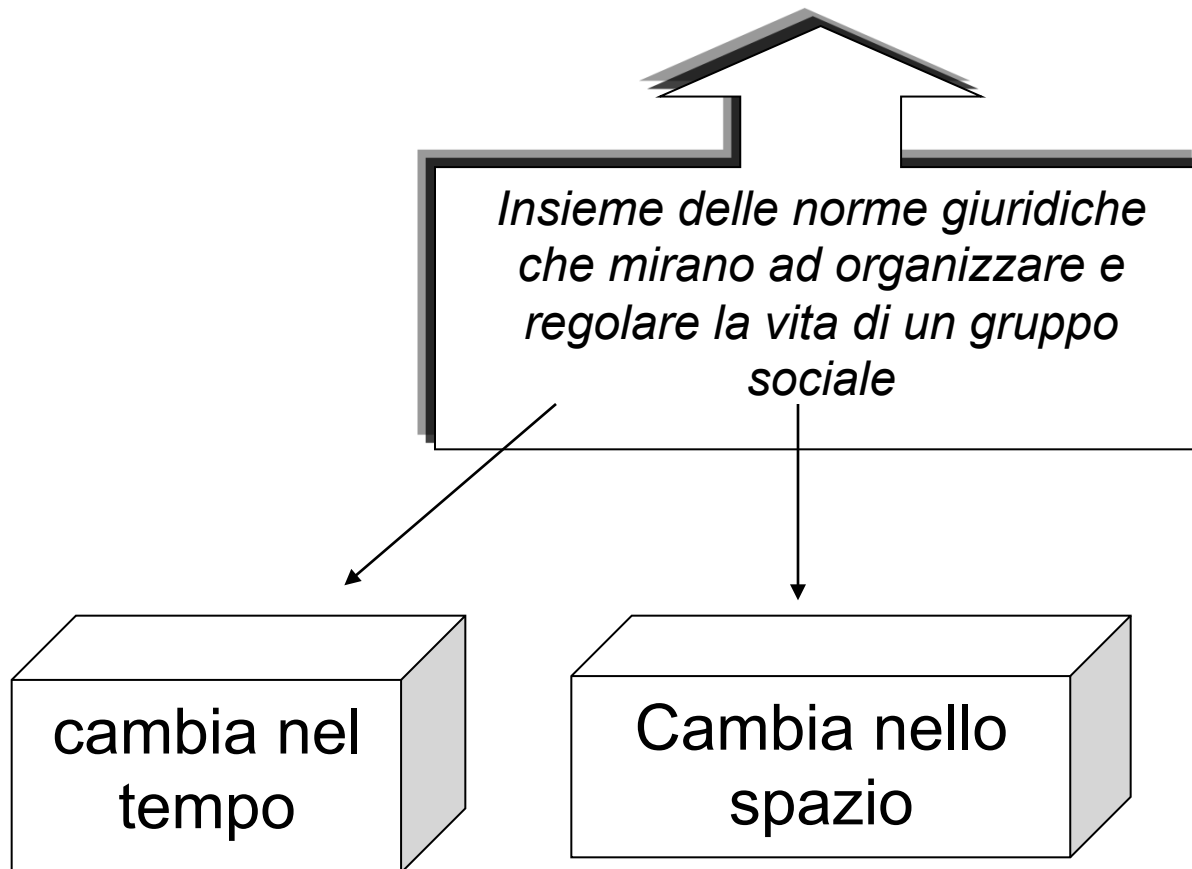 Insieme delle norme giuridiche
che mirano ad organizzare e
regolare la vita di un gruppo
sociale
cambia nel
tempo
Cambia nello
spazio